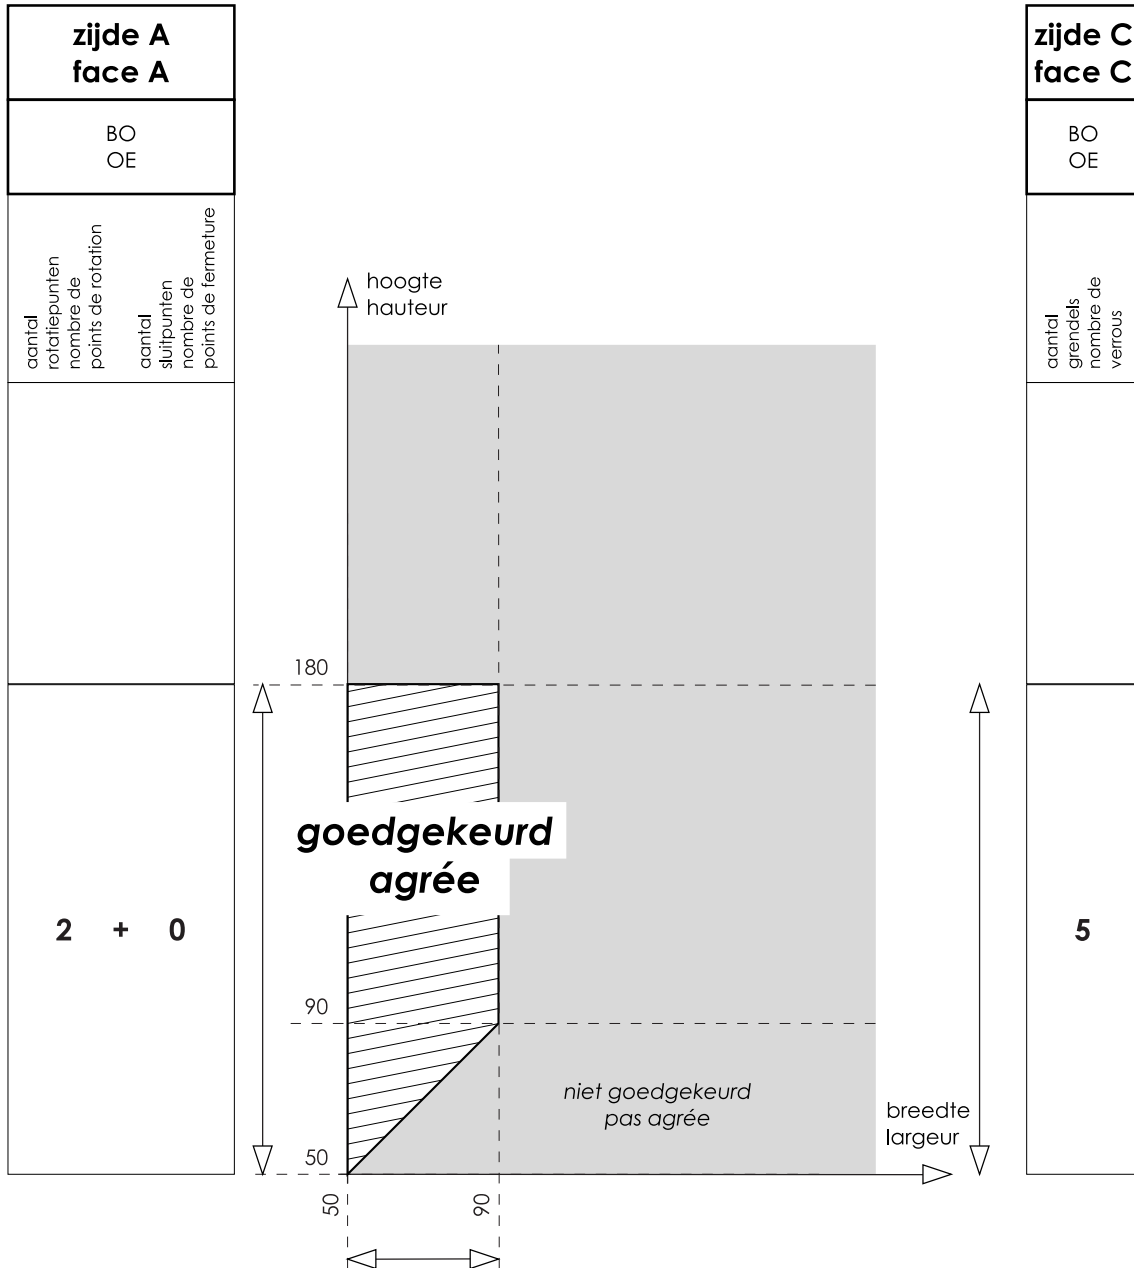 zijde A
face A
BO
OE
aantal
rotatiepunten
nombre de
points de rotation
aantal
sluitpunten
nombre de
points de fermeture
2 + 0
hoogte
hauteur
180
goedgekeurd
agrée
90
niet goedgekeurd
pas agrée
breedte
largeur
50
50
90
zijde C
face C
BO
OE
aantal
grendels
nombre de
verrous
5